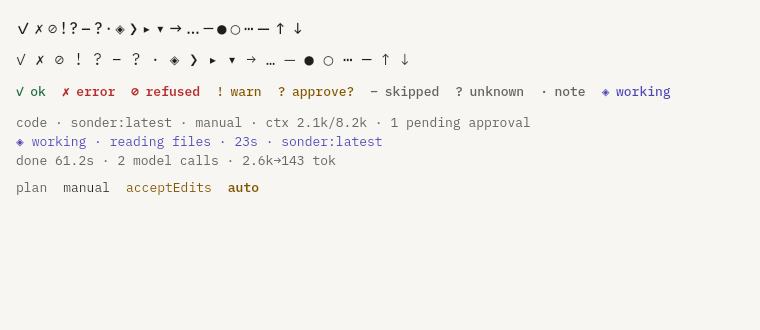 ✓ ✗ ⊘ ! ? − ? · ◈ ❯ ▸ ▾ → … — ● ○ ⋯ — ↑ ↓
✓ ✗ ⊘ ! ? − ? · ◈ ❯ ▸ ▾ → … — ● ○ ⋯ — ↑ ↓
✓ ok ✗ error ⊘ refused ! warn ? approve? − skipped ? unknown · note ◈ working
code · sonder:latest · manual · ctx 2.1k/8.2k · 1 pending approval
◈ working · reading files · 23s · sonder:latest
done 61.2s · 2 model calls · 2.6k→143 tok
plan manual acceptEdits auto